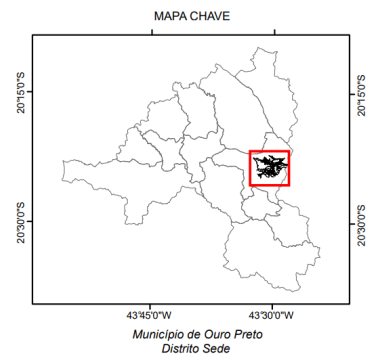 MAPA CHAVE
20°15'0"S
20°15'0"S
20°30'0"S
20°30'0"S
43°45'0"W
43°30'0"W
Município de Ouro Preto
Distrito Sede